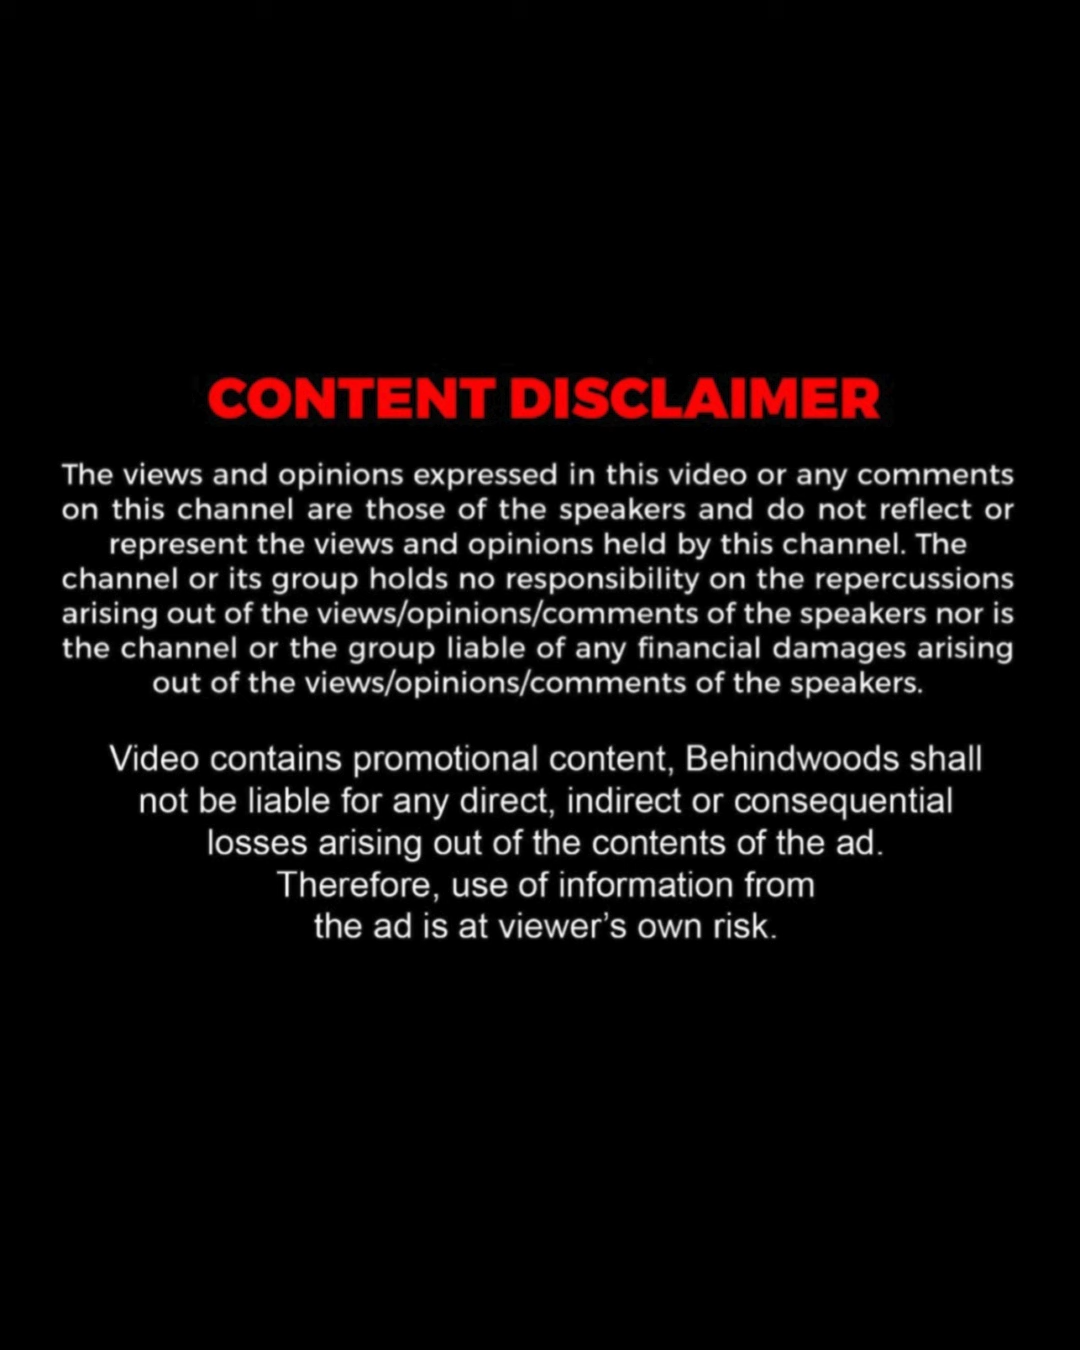 CONTENT DISCLAIMER
The views and opinions expressed in this video or any comments
on this channel are those of the speakers and do not reflect or
represent the views and opinions held by this channel. The
channel or its group holds no responsibility on the repercussions
arising out of the views/opinions/comments of the speakers nor is
the channel or the group liable of any financial damages arising
out of the views/opinions/comments of the speakers.
Video contains promotional content, Behindwoods shall
not be liable for any direct, indirect or consequential
losses arising out of the contents of the ad.
Therefore, use of information from
the ad is at viewer’s own risk.